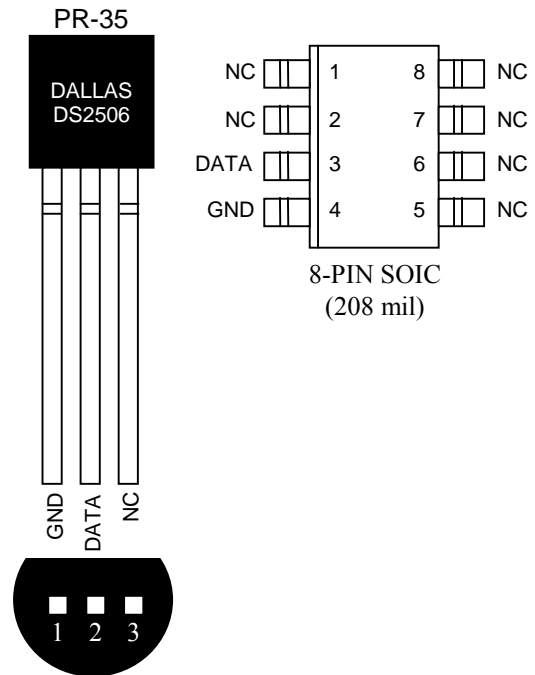 PR-35
DALLAS
DS2506
GND
DATA
NC
1 2 3
NC 1 8 NC
NC 2 7 NC
DATA 3 6 NC
GND 4 5 NC
8-PIN SOIC
(208 mil)